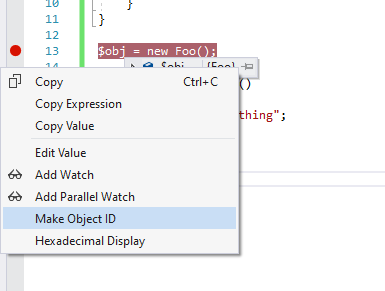 10 }
11 }
12
13 $obj = new Foo();
$obj {Foo}
Copy Ctrl+C
()
Copy Expression
thing";
Copy Value
Edit Value
Add Watch
Add Parallel Watch
Make Object ID
Hexadecimal Display